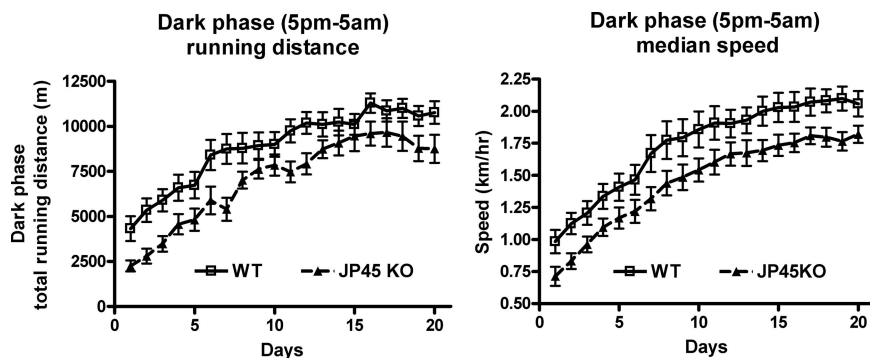 Dark phase (5pm-5am)
running distance
Dark phase
total running distance (m)
12500
10000
7500
5000
2500
0
WT
JP45 KO
0
5
10
15
20
Days
Dark phase (5pm-5am)
median speed
Speed (km/hr)
2.25
2.00
1.75
1.50
1.25
1.00
0.75
0.50
WT
JP45KO
0
5
10
15
20
Days